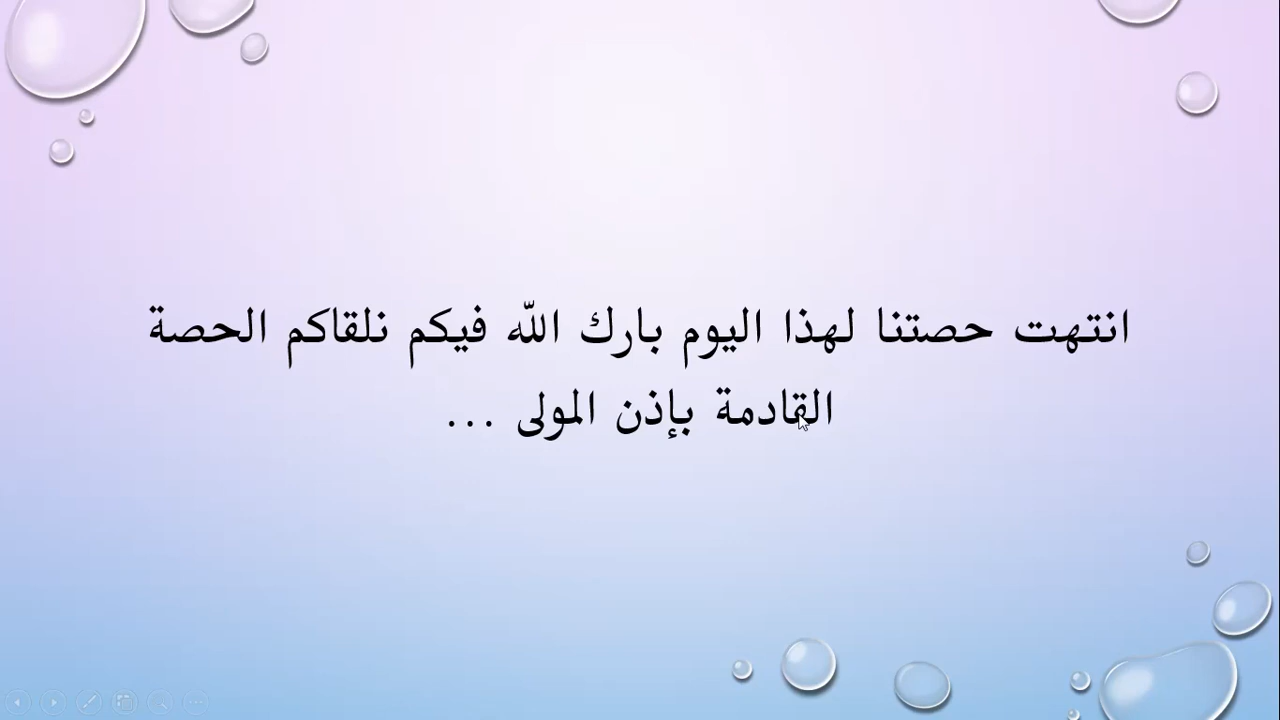 انتهت حصتنا لهذا اليوم بارك الله فيكم نلقاكم الحصة
القادمة بإذن المولى ...